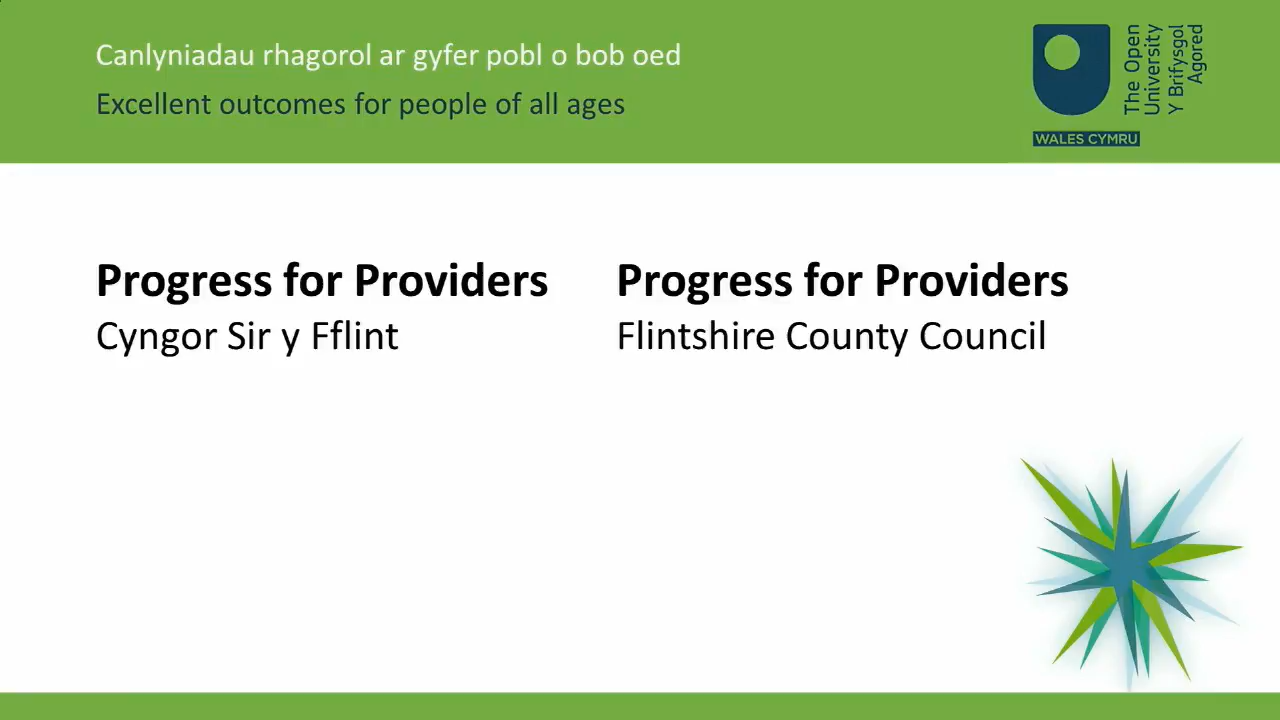 Canlyniadau rhagorol ar gyfer pobl o bob oed
Excellent outcomes for people of all ages
The Open
University
Y Brifysgol
Agored
WALES CYMRU
Progress for Providers
Cyngor Sir y Fflint
Progress for Providers
Flintshire County Council